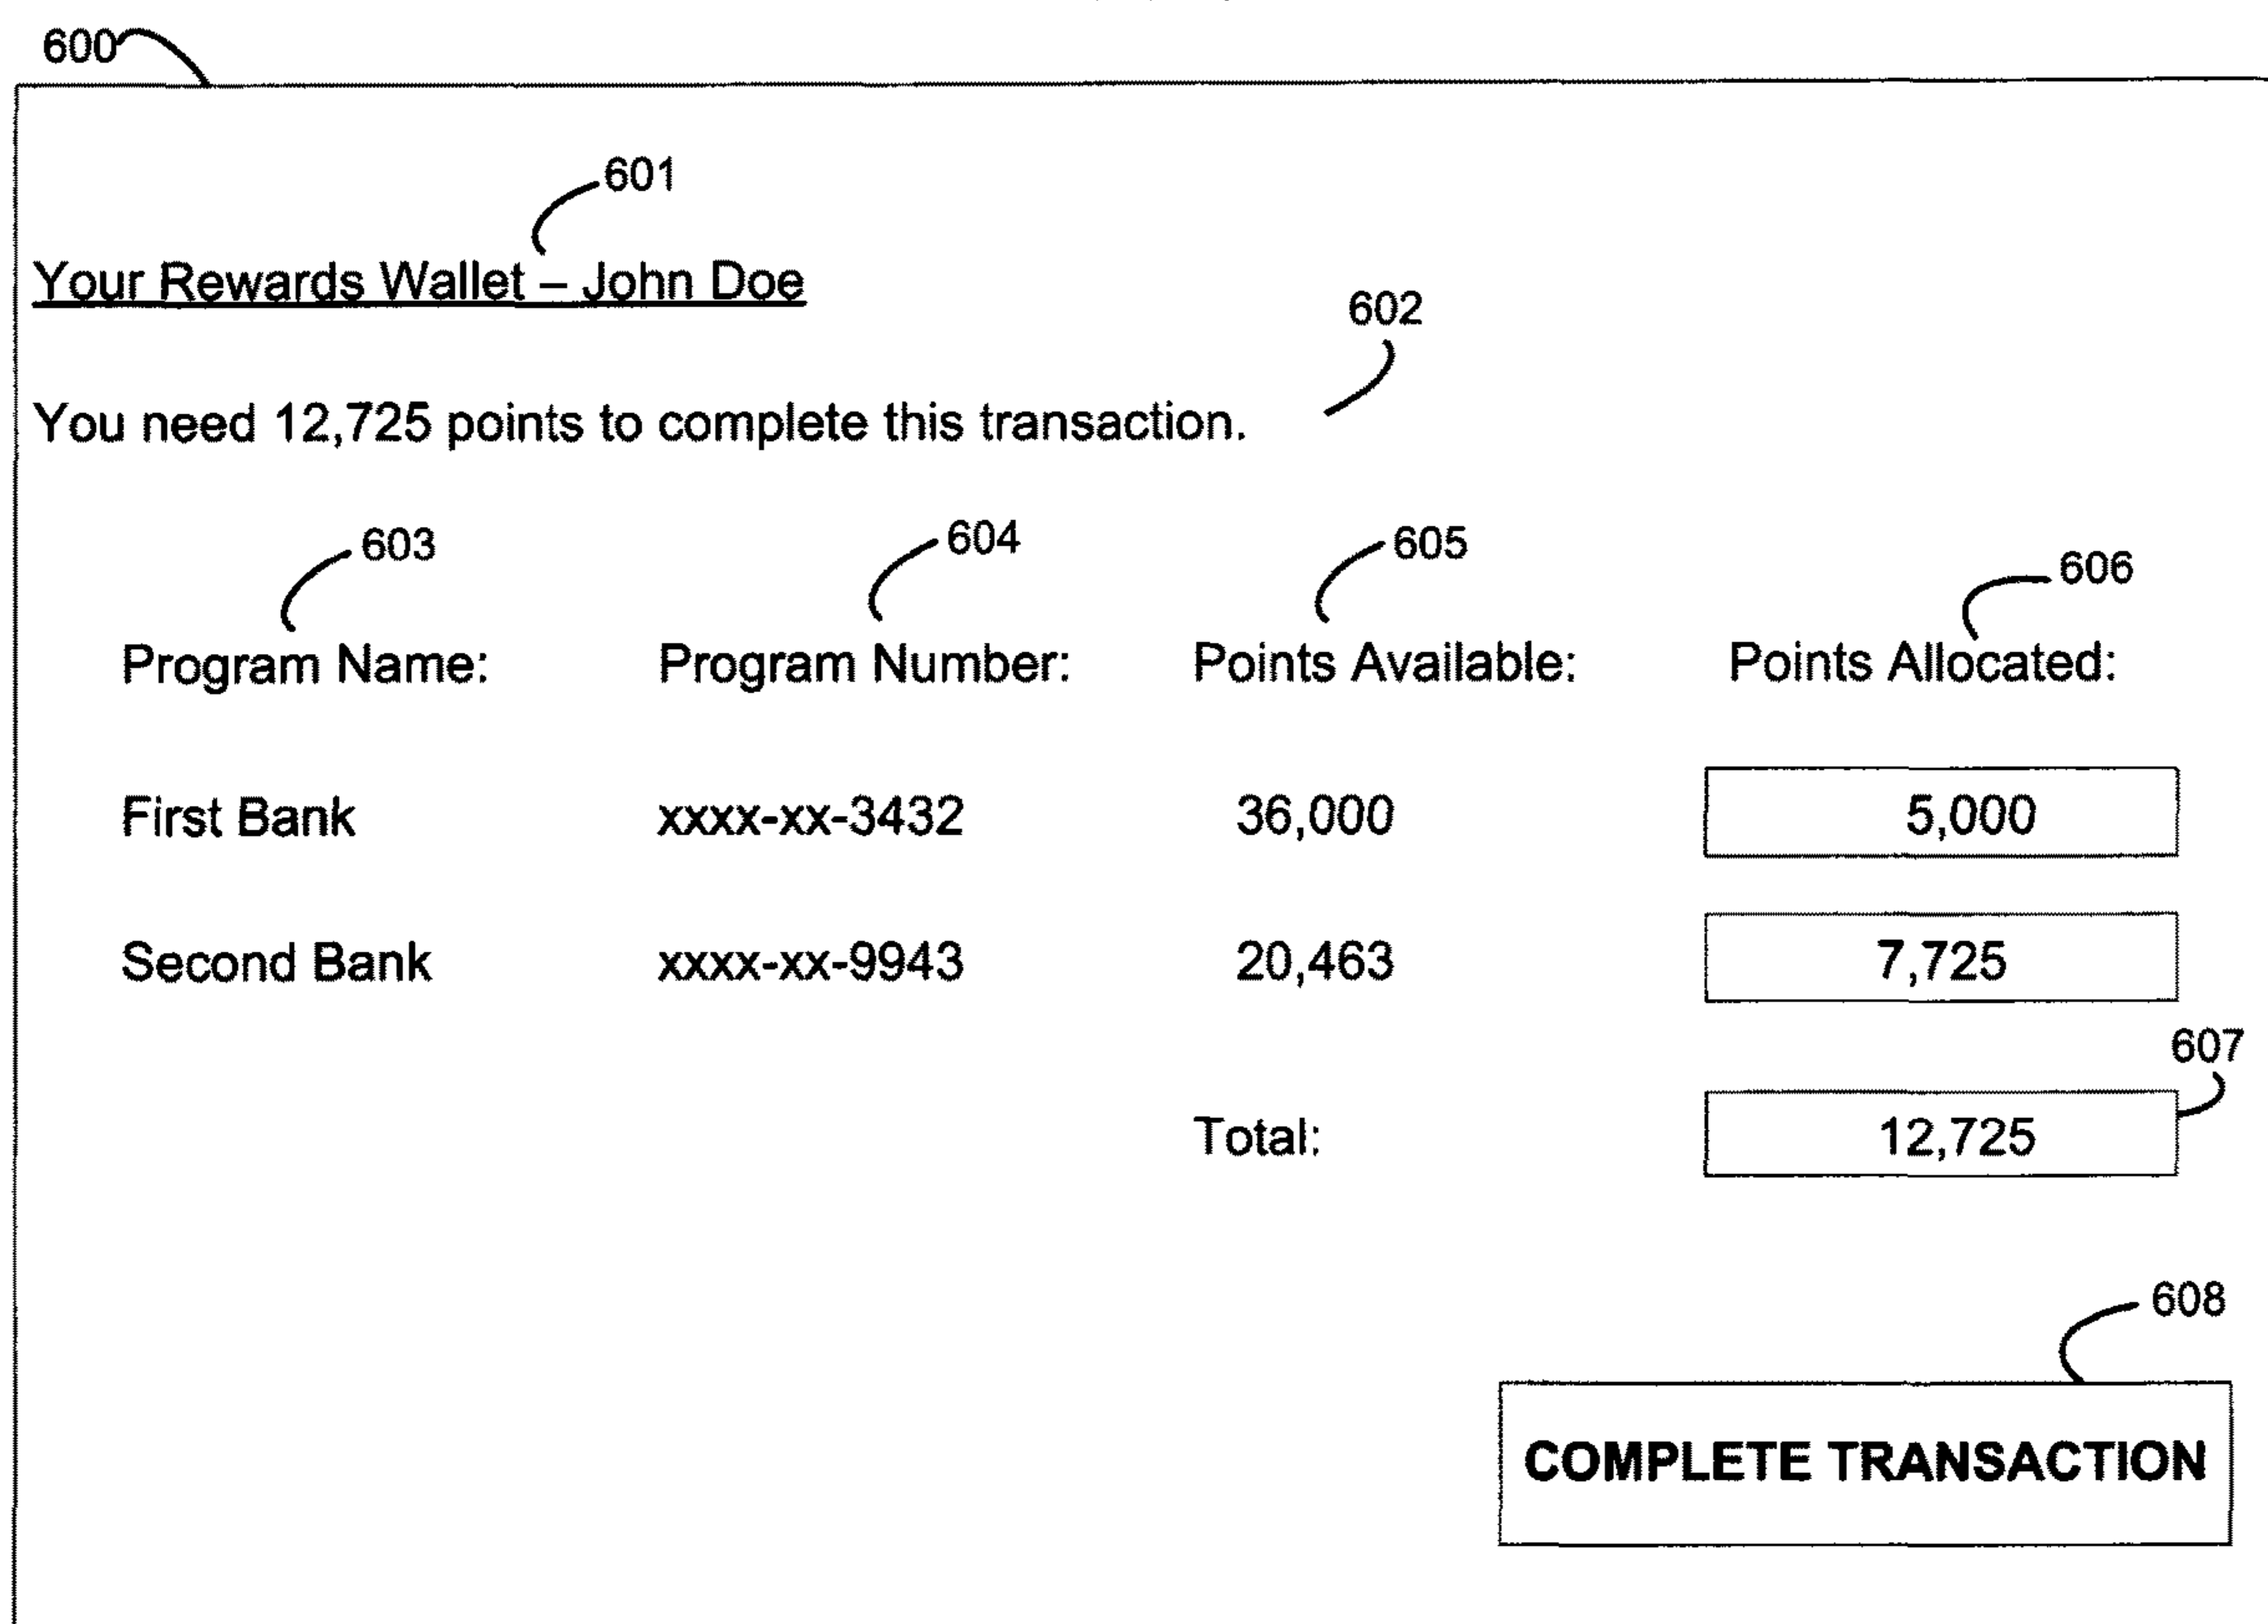 600
601
Your Rewards Wallet – John Doe
602
You need 12,725 points to complete this transaction.
603 604 605 606
Program Name: Program Number: Points Available: Points Allocated:
First Bank xxxx-xx-3432 36,000 5,000
Second Bank xxxx-xx-9943 20,463 7,725
607
Total: 12,725
608
COMPLETE TRANSACTION